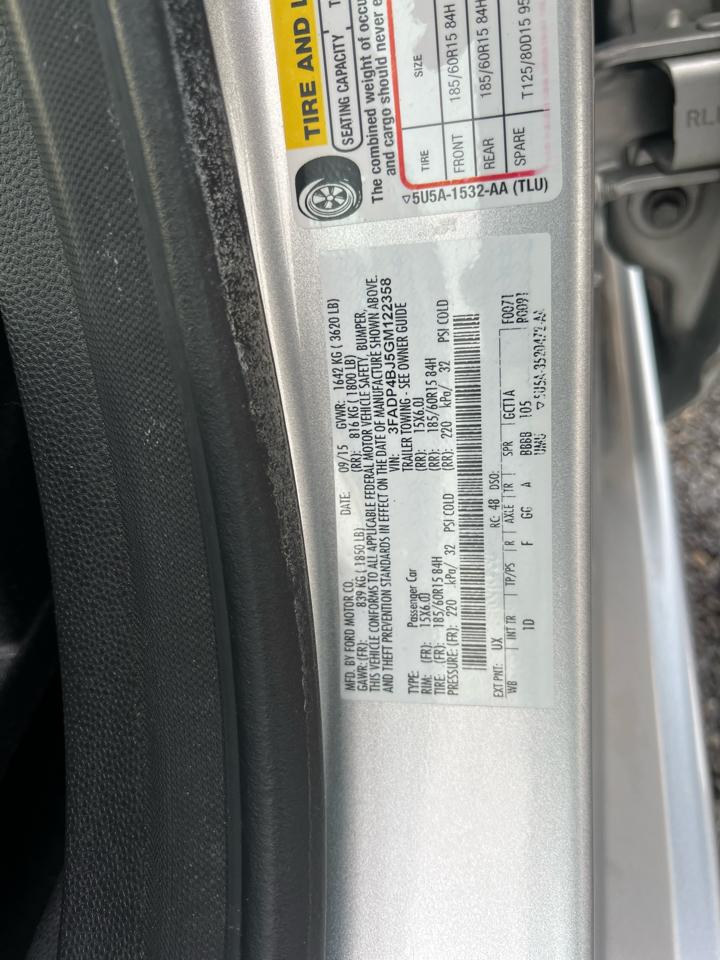 TIRE AND
SEATING CAPACITY
The combined weight of occu
and cargo should never e
TIRE SIZE
FRONT 185/60R15 84H
REAR 185/60R15 84H
SPARE T125/80D15 95
5U5A-1532-AA (TLU)
MFD. BY FORD MOTOR CO. DATE: 09/15 GVWR: 1642 KG ( 3620 LB)
GAWR: (FR): 839 KG ( 1850 LB) (RR): 816 KG ( 1800 LB)
THIS VEHICLE CONFORMS TO ALL APPLICABLE FEDERAL MOTOR VEHICLE SAFETY, BUMPER,
AND THEFT PREVENTION STANDARDS IN EFFECT ON THE DATE OF MANUFACTURE SHOWN ABOVE.
VIN: 3FADP4BJ5GM122358
TYPE: Passenger Car TRAILER TOWING - SEE OWNER GUIDE
RIM: (FR): 15X6.0J (RR): 15X6.0J
TIRE: (FR): 185/60R15 84H (RR): 185/60R15 84H
PRESSURE: (FR): 220 kPa/ 32 PSI COLD (RR): 220 kPa/ 32 PSI COLD
EXT PNT: UX RC: 48 DSO:
WB INT TR TP/PS R AXLE TR SPR GCT1A F0071
1D F GG A BBBB 105
UMU